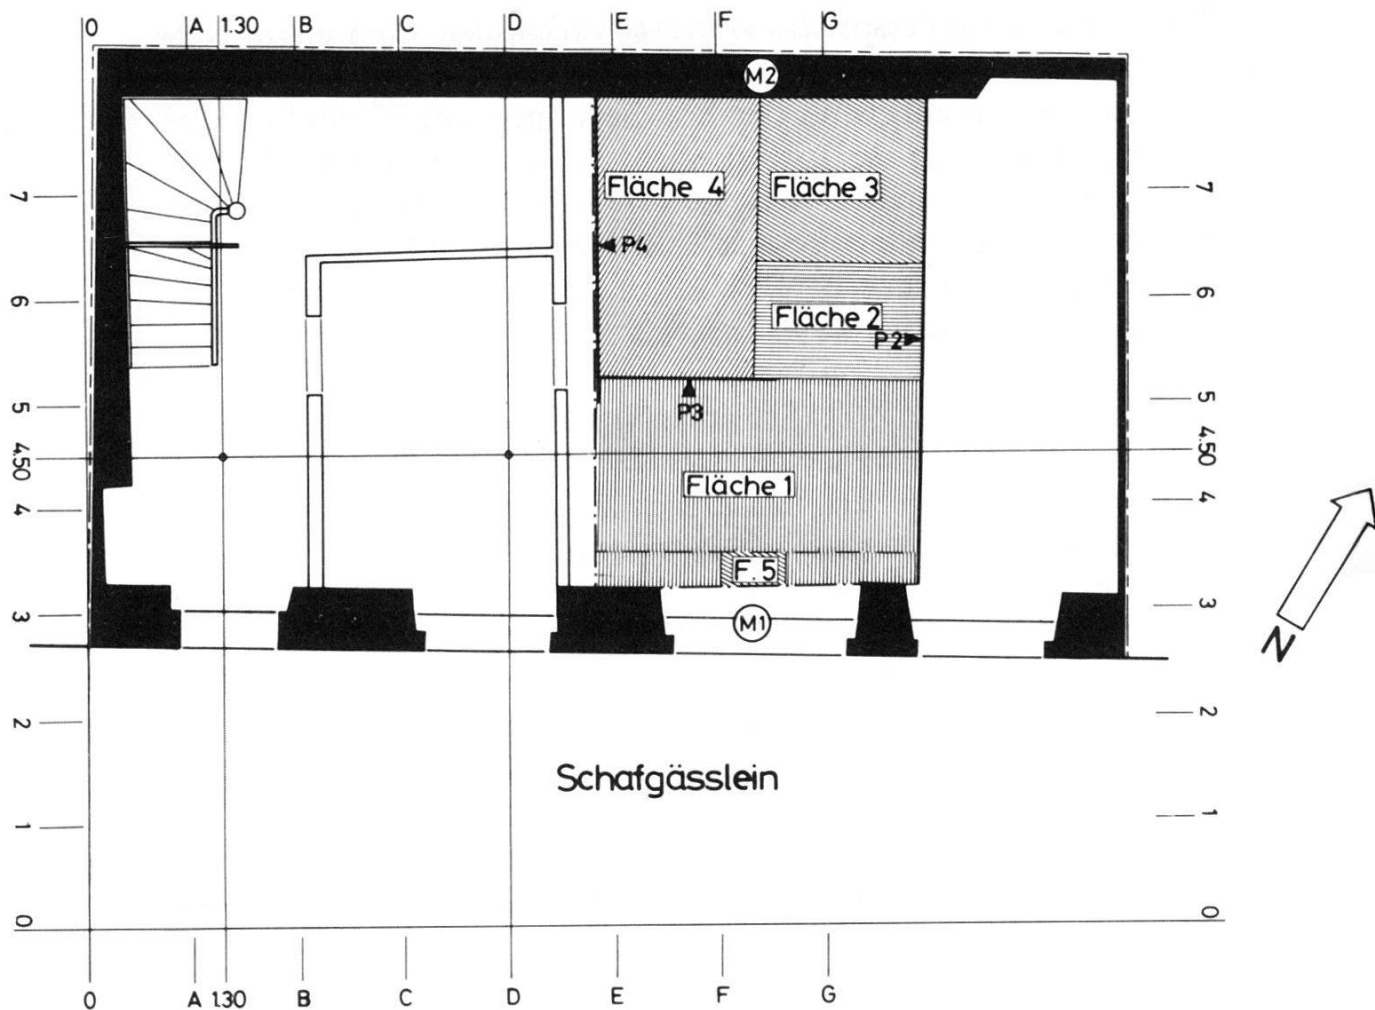 0 A 1.30 B C D E F G
M2
7 Fläche 4 Fläche 3 7
P4
6 Fläche 2 6
P2
5 P3 5
4.50 4.50
4 Fläche 1 4
F. 5
3 M1 3
N
2 2
Schafgässlein
1 1
0 0
0 A 1.30 B C D E F G